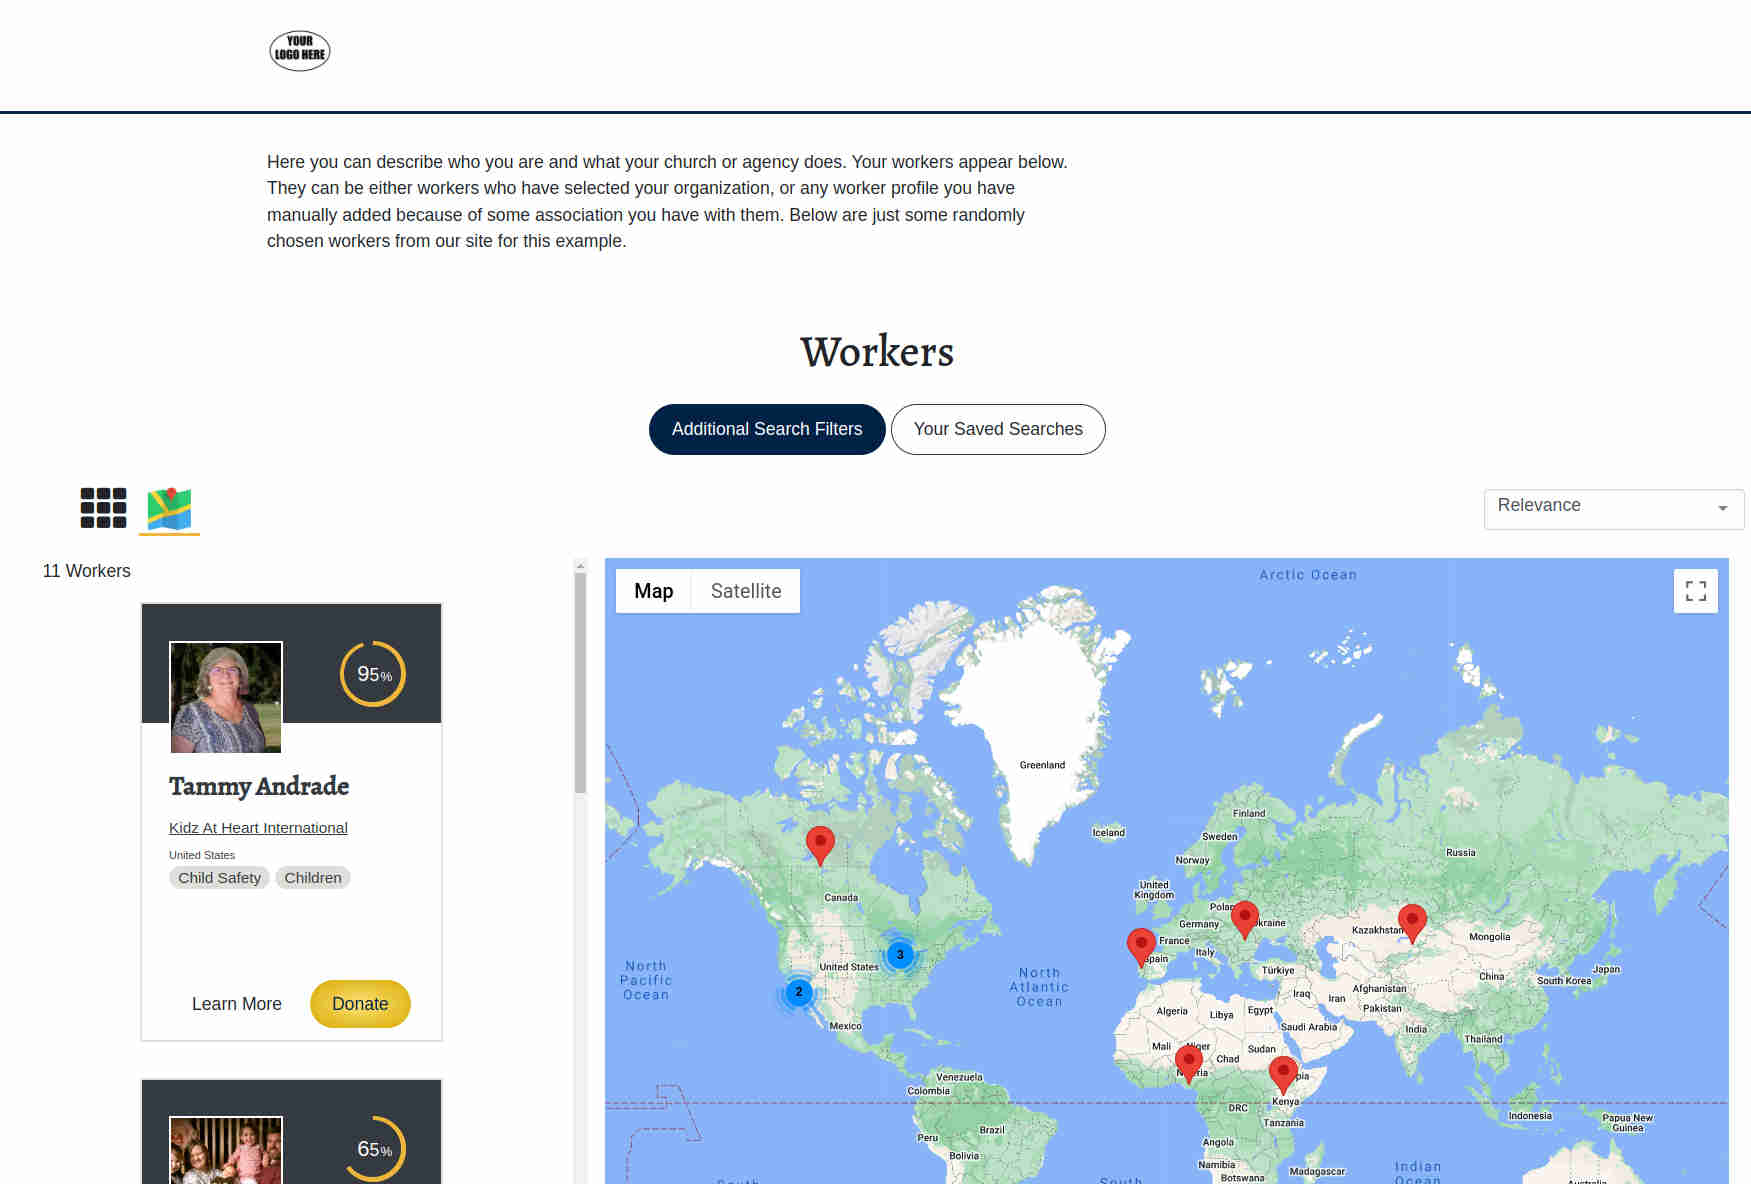 YOUR
LOGO HERE
Here you can describe who you are and what your church or agency does. Your workers appear below.
They can be either workers who have selected your organization, or any worker profile you have
manually added because of some association you have with them. Below are just some randomly
chosen workers from our site for this example.
Workers
Additional Search Filters
Your Saved Searches
Relevance
11 Workers
95%
Tammy Andrade
Kidz At Heart International
United States
Child Safety
Children
Learn More
Donate
65%
Map
Satellite
Arctic Ocean
Greenland
Iceland
Finland
Sweden
Norway
Russia
United
Kingdom
Canada
Germany
France
Kazakhstan
Mongolia
3
United States
Italy
Türkiye
China
Japan
South Korea
North
Pacific
Ocean
North
Atlantic
Ocean
2
Iraq
Iran
Afghanistan
Pakistan
Mexico
Algeria
Libya
Egypt
Saudi Arabia
India
Thailand
Mali
Chad
Sudan
Venezuela
Colombia
Kenya
DRC
Tanzania
Indonesia
Papua New
Guinea
Peru
Brazil
Bolivia
Angola
Namibia
Botswana
Madagascar
Indian
Ocean
South
South
Australia